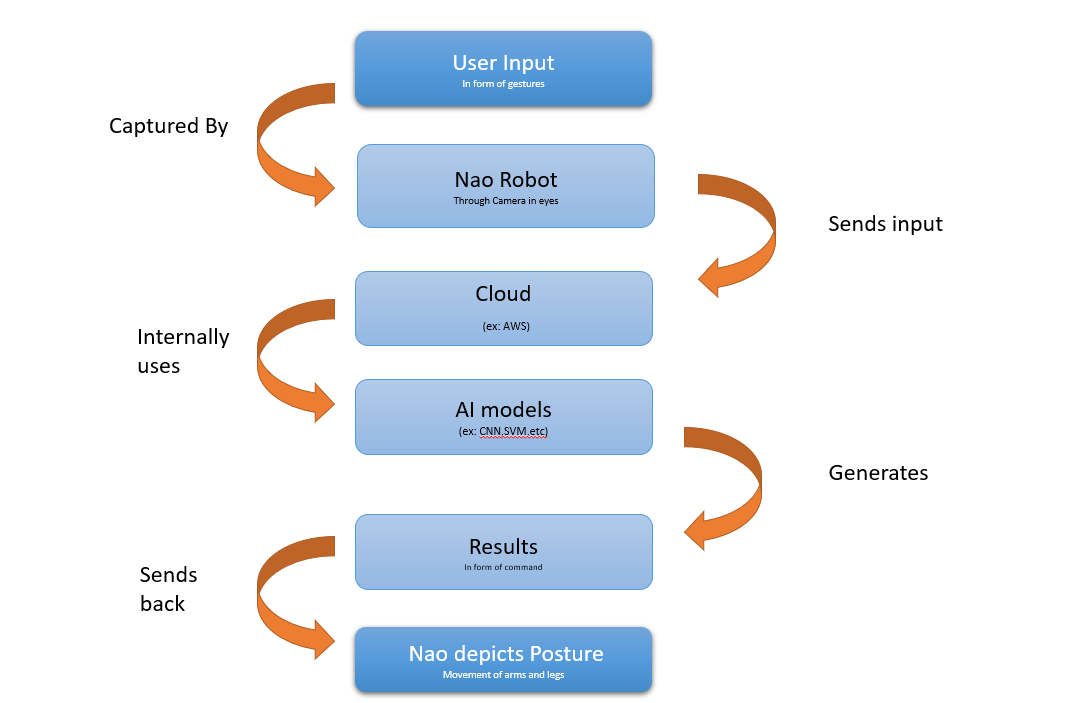 User Input
In form of gestures
Captured By
Nao Robot
Through Camera in eyes
Sends input
Cloud
(ex: AWS)
Internally
uses
AI models
(ex: CNN,SVM.etc)
Generates
Results
In form of command
Sends
back
Nao depicts Posture
Movement of arms and legs